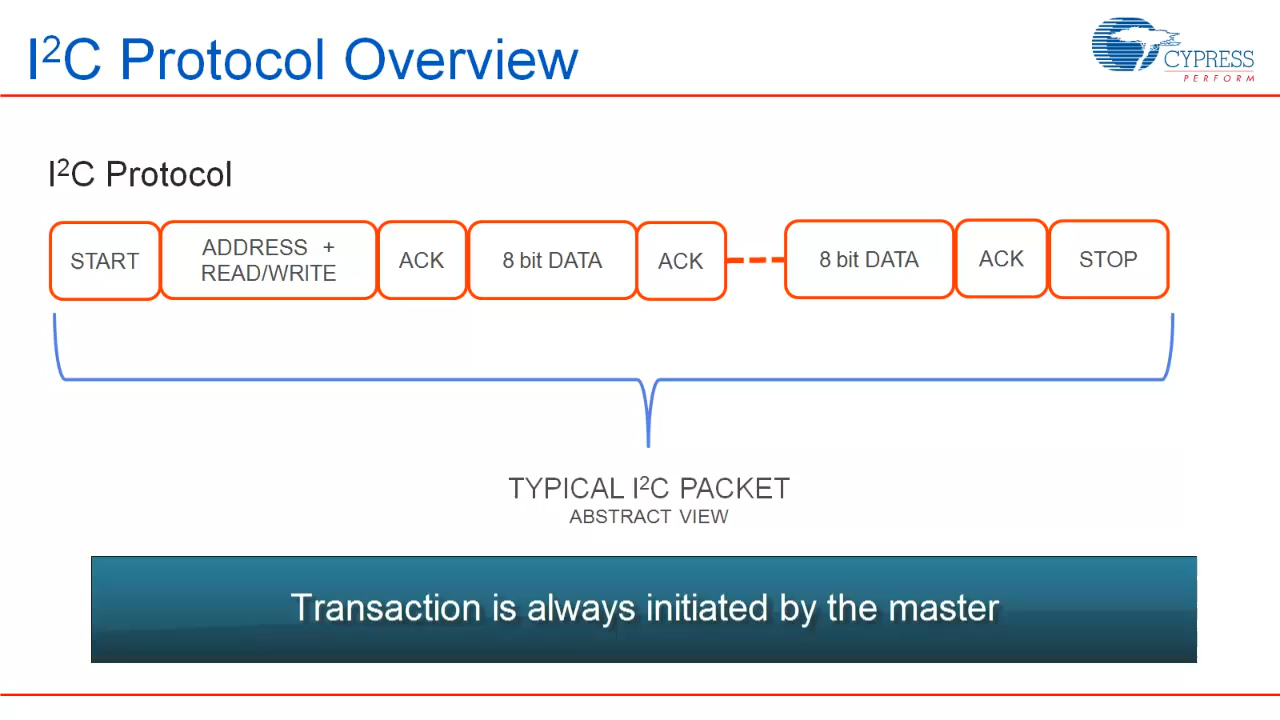 I²C Protocol Overview
CYPRESS
PERFORM
I²C Protocol
START
ADDRESS +
READ/WRITE
ACK
8 bit DATA
ACK
8 bit DATA
ACK
STOP
TYPICAL I²C PACKET
ABSTRACT VIEW
Transaction is always initiated by the master